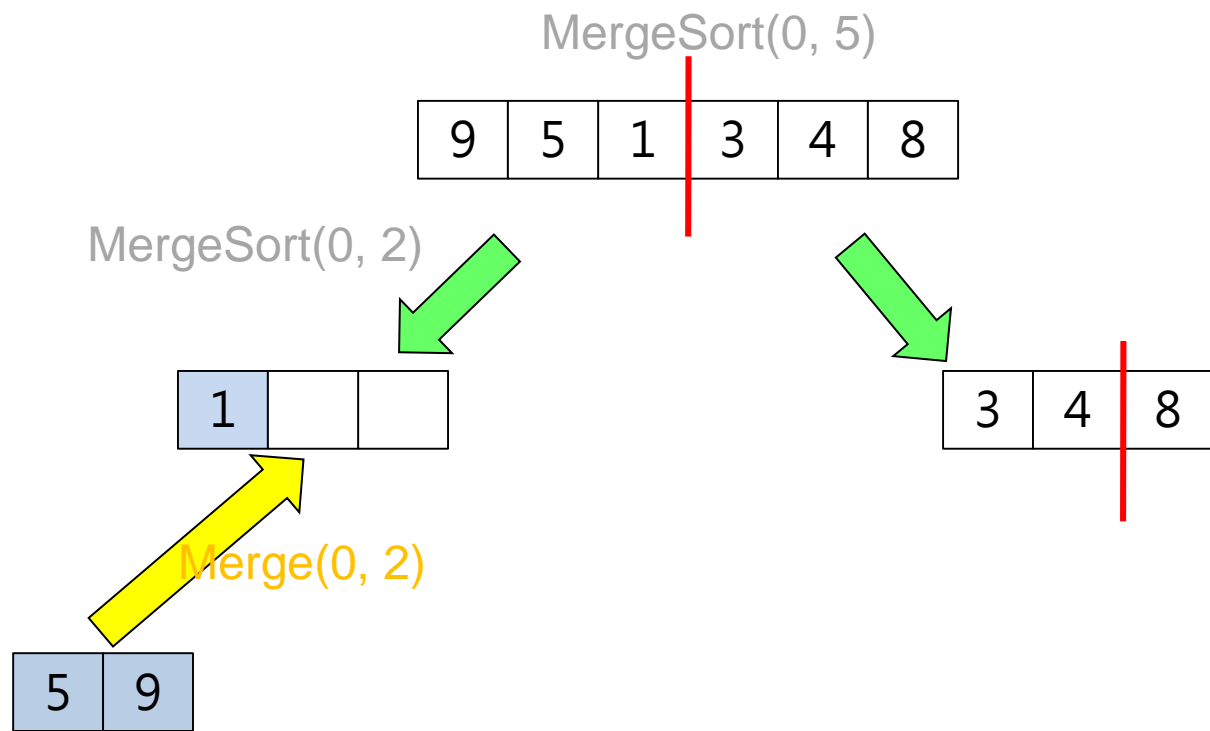 MergeSort(0, 5)
9 5 1 3 4 8
MergeSort(0, 2)
1
3 4 8
Merge(0, 2)
5 9